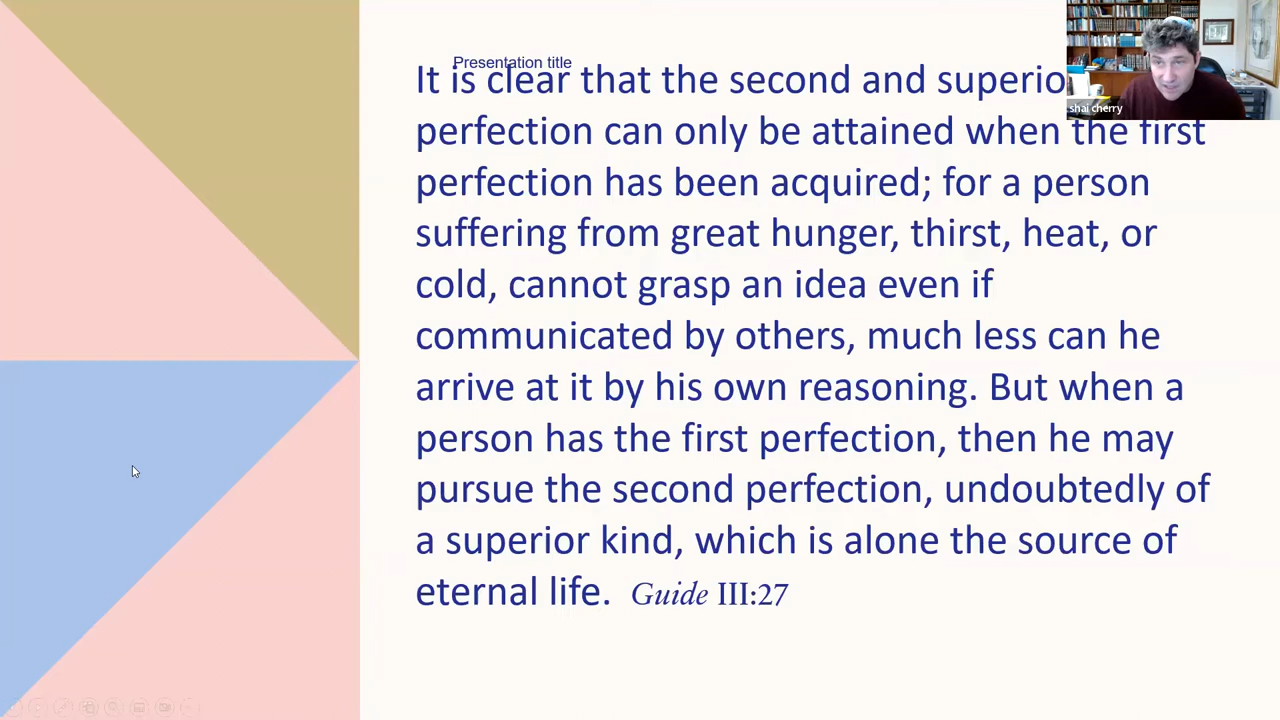 Presentation title
It is clear that the second and superio
perfection can only be attained when the first
perfection has been acquired; for a person
suffering from great hunger, thirst, heat, or
cold, cannot grasp an idea even if
communicated by others, much less can he
arrive at it by his own reasoning. But when a
person has the first perfection, then he may
pursue the second perfection, undoubtedly of
a superior kind, which is alone the source of
eternal life. Guide III:27
shai cherry